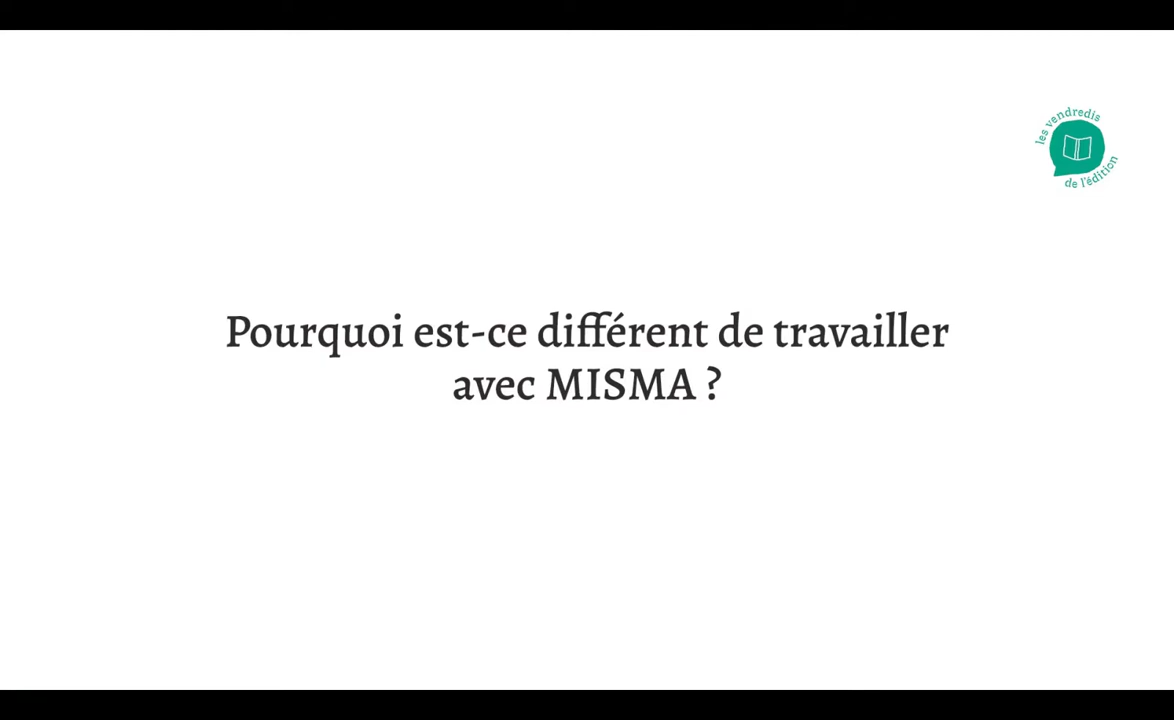 les vendredis
de l'édition
Pourquoi est-ce différent de travailler
avec MISMA ?